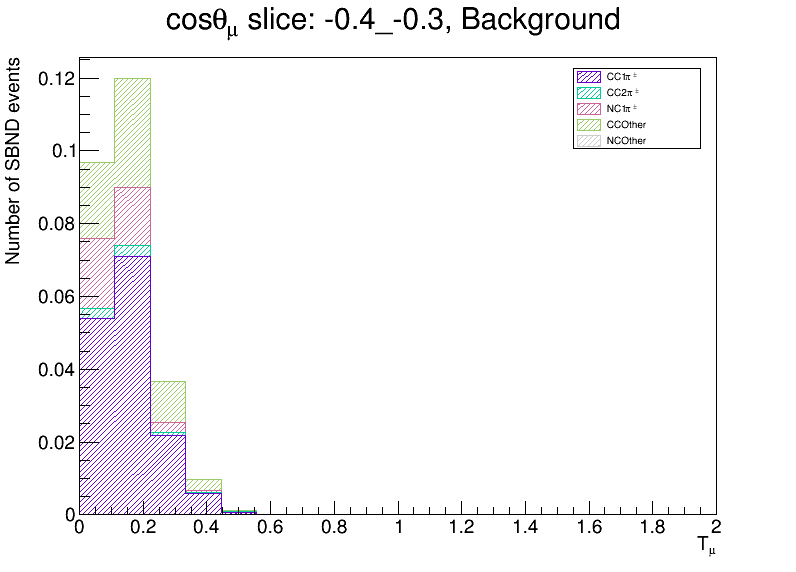 cosθμ slice: -0.4_-0.3, Background
Number of SBND events
0.12
0.1
0.08
0.06
0.04
0.02
0
CC1π ±
CC2π ±
NC1π ±
CCOther
NCOther
0 0.2 0.4 0.6 0.8 1 1.2 1.4 1.6 1.8 2
Tμ